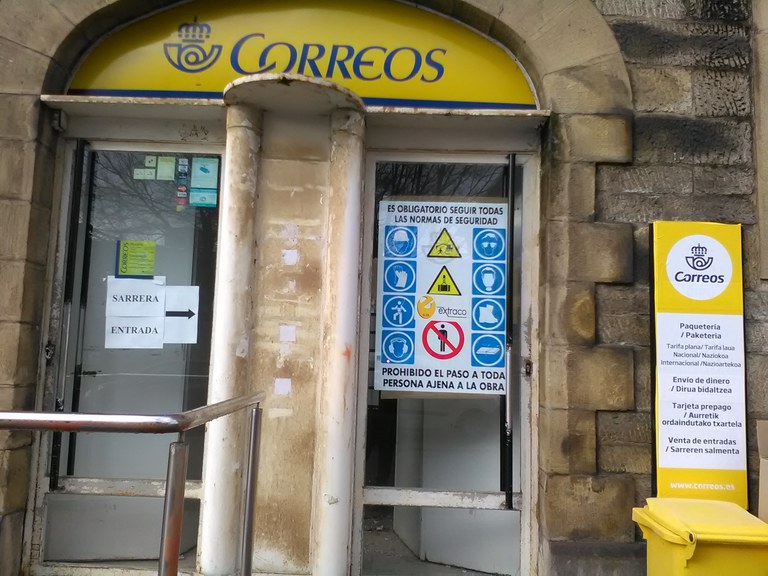 CORREOS
CORREOS
SARRERA
ENTRADA
ES OBLIGATORIO SEGUIR TODAS
LAS NORMAS DE SEGURIDAD
extraco
PROHIBIDO EL PASO A TODA
PERSONA AJENA A LA OBRA
Correos
Paquetería
/ Paketeria
Tarifa plana/ Tarifa laua
Nacional/ Naziokoa
Internacional /Nazioartekoa
Envío de dinero
/ Dirua bidaltzea
Tarjeta prepago
/ Aurretik
ordaindutako txartela
Venta de entradas
/ Sarreren salmenta
www.correos.es